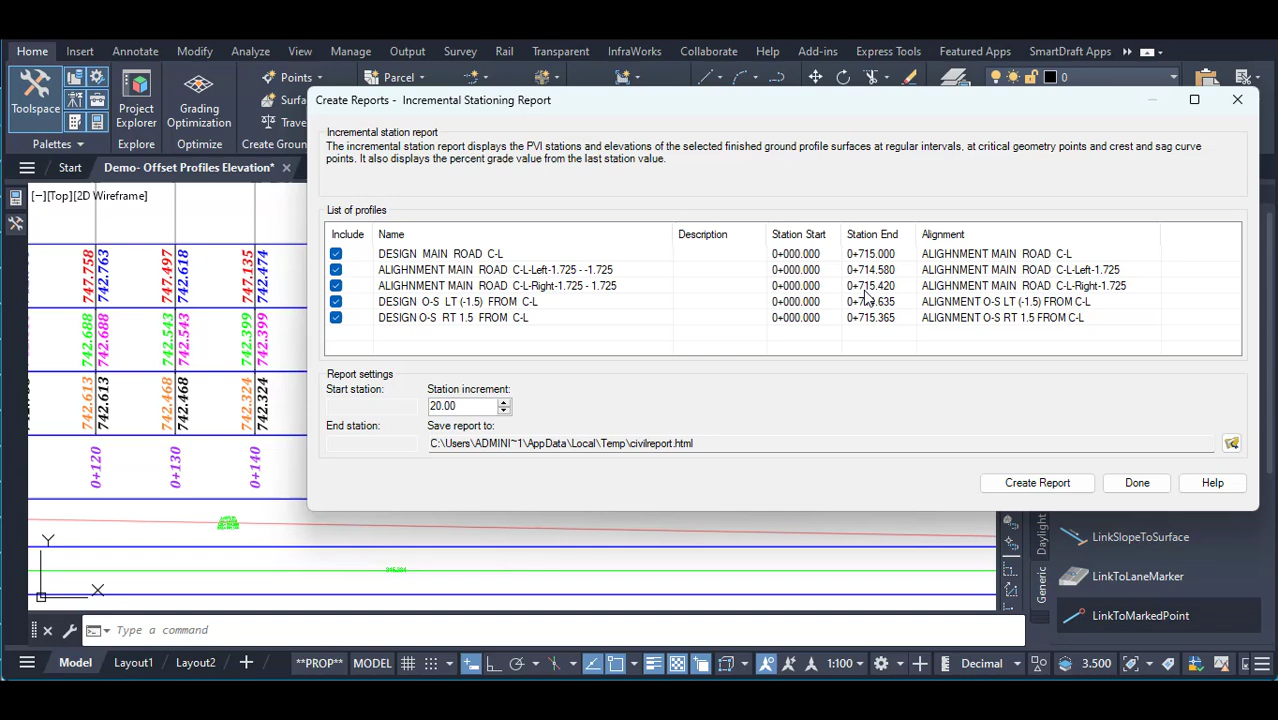 Home Insert Annotate Modify Analyze View Manage Output Survey Rail Transparent InfraWorks Collaborate Help Add-ins Express Tools Featured Apps SmartDraft Apps
Toolspace
Project Explorer
Grading Optimization
Points
Parcel
0
Palettes
Explore
Optimize
Start
Demo- Offset Profiles Elevation*
[−][Top][2D Wireframe]
Create Reports - Incremental Stationing Report
Incremental station report
The incremental station report displays the PVI stations and elevations of the selected finished ground profile surfaces at regular intervals, at critical geometry points and crest and sag curve
points. It also displays the percent grade value from the last station value.
List of profiles
Include Name Description Station Start Station End Alignment
DESIGN MAIN ROAD C-L 0+000.000 0+715.000 ALIGHNMENT MAIN ROAD C-L
ALIGHNMENT MAIN ROAD C-L-Left-1.725 - -1.725 0+000.000 0+714.580 ALIGHNMENT MAIN ROAD C-L-Left-1.725
ALIGHNMENT MAIN ROAD C-L-Right-1.725 - 1.725 0+000.000 0+715.420 ALIGHNMENT MAIN ROAD C-L-Right-1.725
DESIGN O-S LT (-1.5) FROM C-L 0+000.000 ALIGNMENT O-S LT (-1.5) FROM C-L
DESIGN O-S RT 1.5 FROM C-L 0+000.000 0+715.365 ALIGNMENT O-S RT 1.5 FROM C-L
Report settings
Start station: Station increment:
20.00
End station: Save report to:
C:\Users\ADMINI~1\AppData\Local\Temp\civilreport.html
Create Report Done Help
747.758 742.763 747.497 742.618 747.135 742.474
742.688 742.688 742.543 742.543 742.399 742.399
742.613 742.613 742.468 742.468 742.324 742.324
0+120 0+130 0+140
Y
X
Daylight
Generic
LinkSlopeToSurface
LinkToLaneMarker
LinkToMarkedPoint
Type a command
Model Layout1 Layout2 **PROP** MODEL 1:100 Decimal 3.500